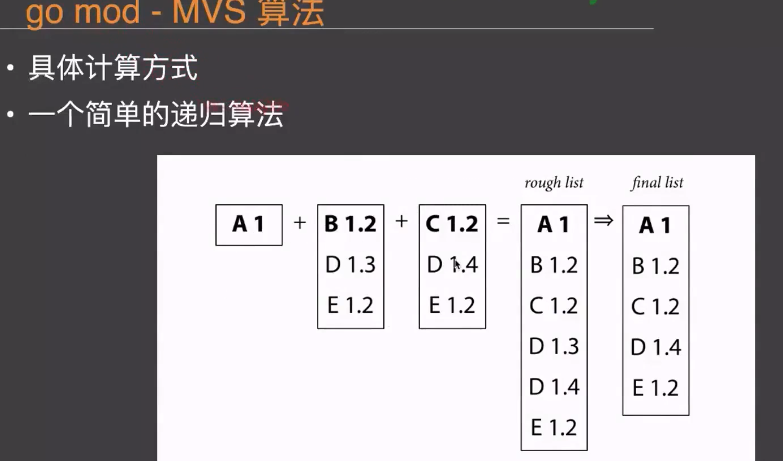 go mod - MVS 算法
• 具体计算方式
• 一个简单的递归算法
rough list final list
A 1 + B 1.2 + C 1.2 = A 1 ⇒ A 1
D 1.3 D 1.4 B 1.2 B 1.2
E 1.2 E 1.2 C 1.2 C 1.2
D 1.3 D 1.4
D 1.4 E 1.2
E 1.2